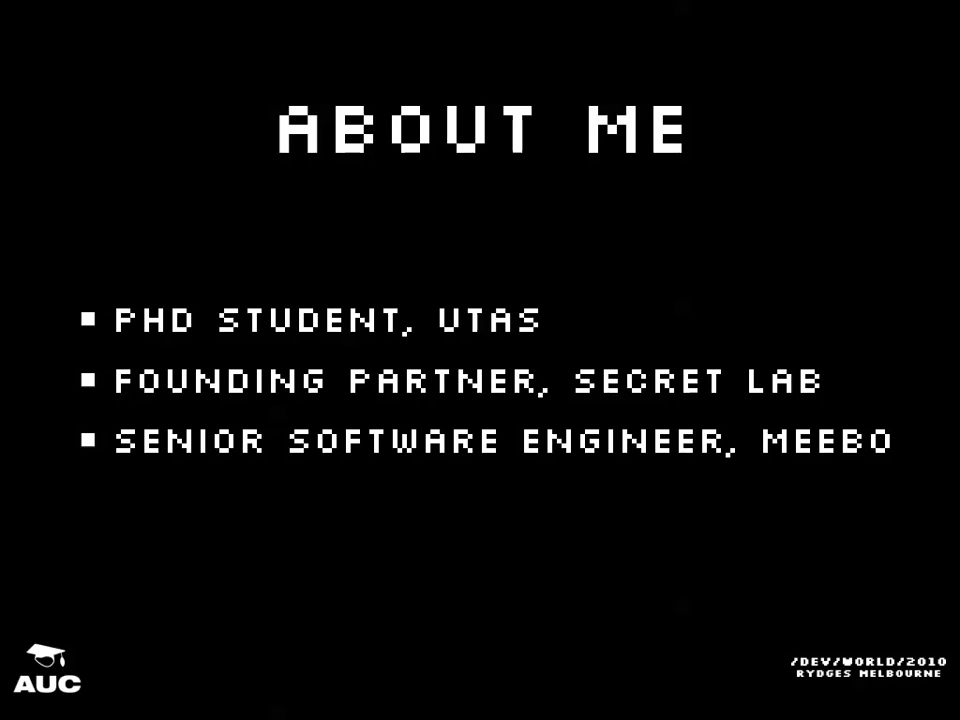 ABOUT ME
▪ PHD STUDENT, UTAS
▪ FOUNDING PARTNER, SECRET LAB
▪ SENIOR SOFTWARE ENGINEER, MEEBO
AUC
/DEV/WORLD/2010
RYDGES MELBOURNE